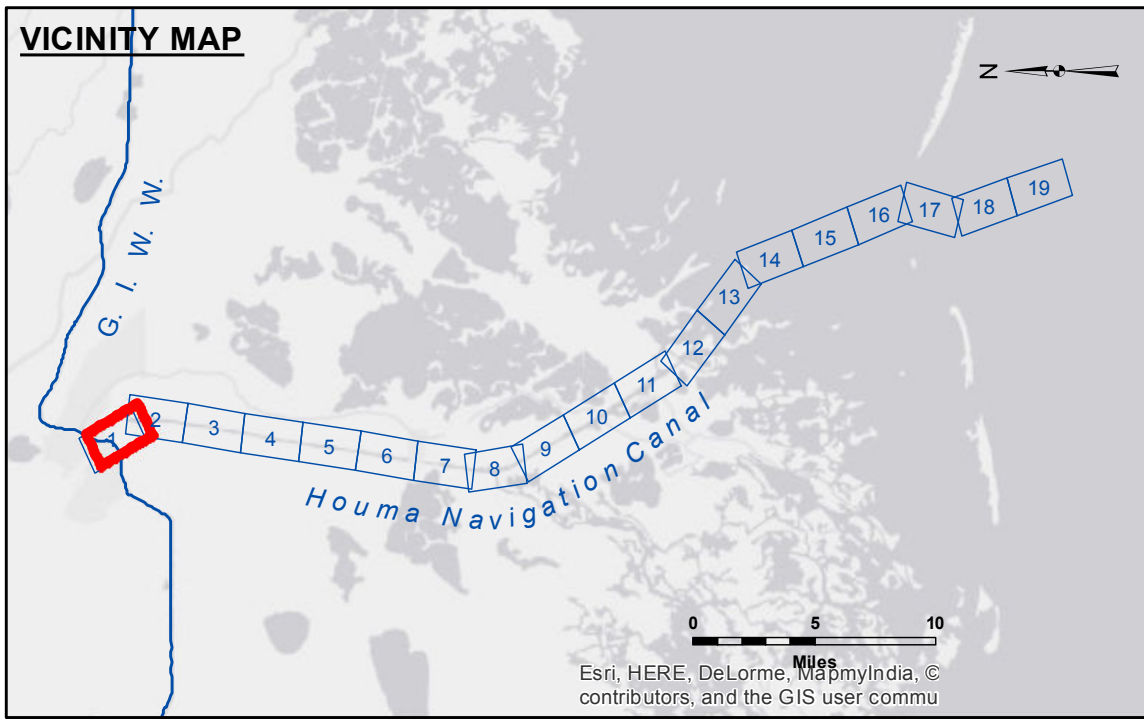 VICINITY MAP
N
G. I. W. W.
1
2
3
4
5
6
7
8
9
10
11
12
13
14
15
16
17
18
19
Houma Navigation Canal
0 5 10
Miles
Esri, HERE, DeLorme, MapmyIndia, ©
contributors, and the GIS user commu